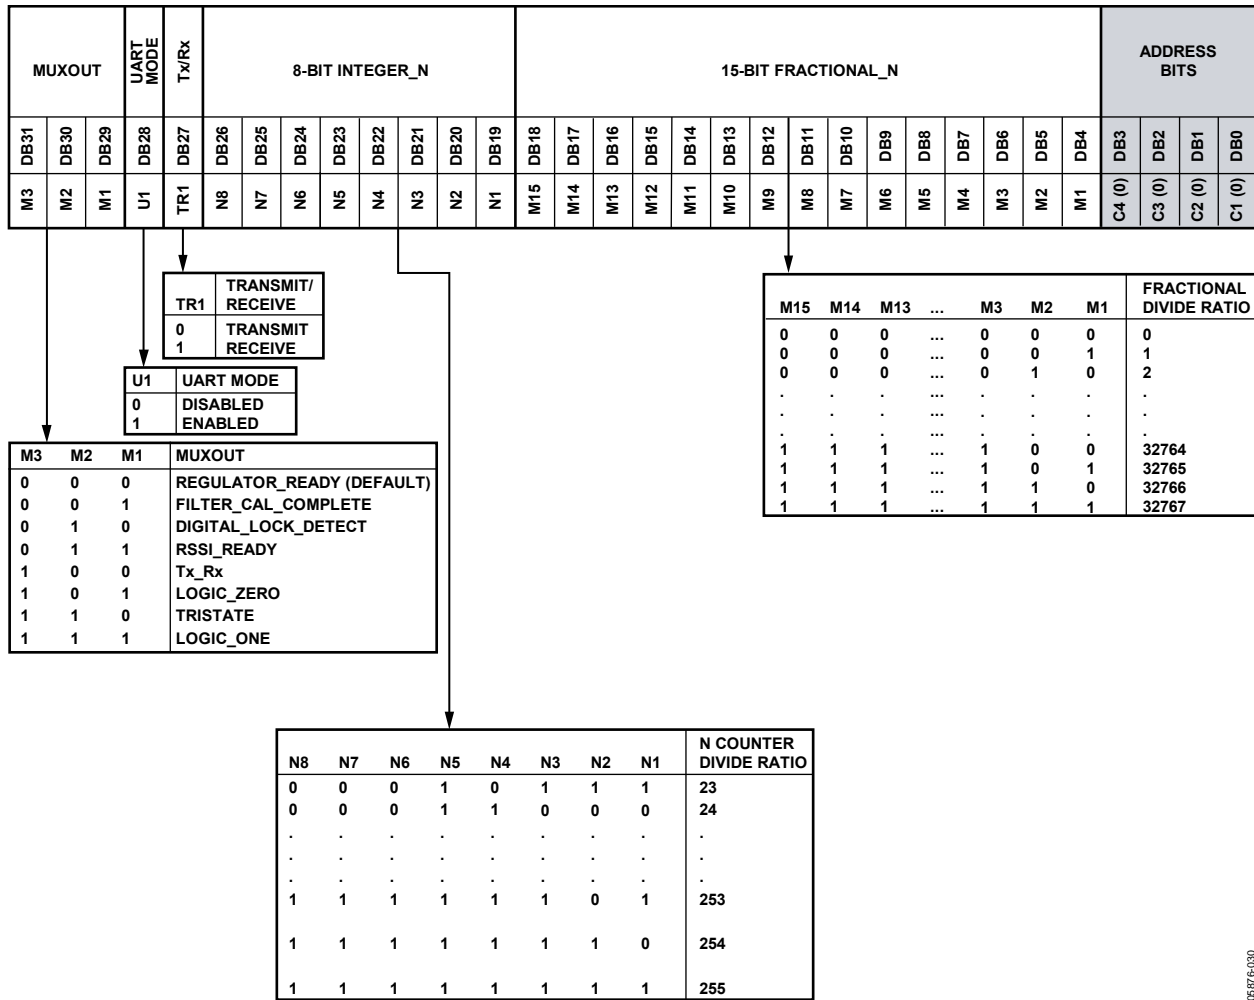 MUXOUT UART MODE Tx/Rx 8-BIT INTEGER_N 15-BIT FRACTIONAL_N ADDRESS BITS
DB31 DB30 DB29 DB28 DB27 DB26 DB25 DB24 DB23 DB22 DB21 DB20 DB19 DB18 DB17 DB16 DB15 DB14 DB13 DB12 DB11 DB10 DB9 DB8 DB7 DB6 DB5 DB4 DB3 DB2 DB1 DB0
M3 M2 M1 U1 TR1 N8 N7 N6 N5 N4 N3 N2 N1 M15 M14 M13 M12 M11 M10 M9 M8 M7 M6 M5 M4 M3 M2 M1 C4 (0) C3 (0) C2 (0) C1 (0)
TR1 TRANSMIT/ RECEIVE
0 TRANSMIT
1 RECEIVE
U1 UART MODE
0 DISABLED
1 ENABLED
M3 M2 M1 MUXOUT
0 0 0 REGULATOR_READY (DEFAULT)
0 0 1 FILTER_CAL_COMPLETE
0 1 0 DIGITAL_LOCK_DETECT
0 1 1 RSSI_READY
1 0 0 Tx_Rx
1 0 1 LOGIC_ZERO
1 1 0 TRISTATE
1 1 1 LOGIC_ONE
M15 M14 M13 ... M3 M2 M1 FRACTIONAL DIVIDE RATIO
0 0 0 ... 0 0 0 0
0 0 0 ... 0 0 1 1
0 0 0 ... 0 1 0 2
. . . ... . . . .
. . . ... . . . .
. . . ... . . . .
1 1 1 ... 1 0 0 32764
1 1 1 ... 1 0 1 32765
1 1 1 ... 1 1 0 32766
1 1 1 ... 1 1 1 32767
N8 N7 N6 N5 N4 N3 N2 N1 N COUNTER DIVIDE RATIO
0 0 0 1 0 1 1 1 23
0 0 0 1 1 0 0 0 24
. . . . . . . . .
. . . . . . . . .
. . . . . . . . .
1 1 1 1 1 1 0 1 253
1 1 1 1 1 1 1 0 254
1 1 1 1 1 1 1 1 255
05876-030